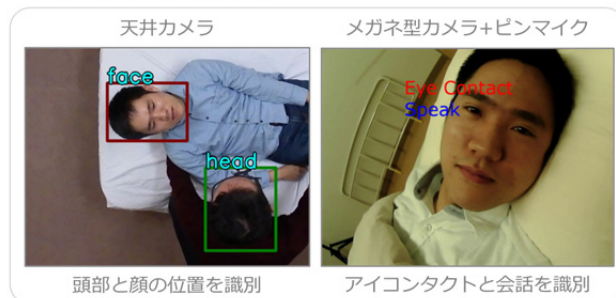 天井カメラ
メガネ型カメラ+ピンマイク
face
head
Eye Contact
Speak
頭部と顔の位置を識別
アイコンタクトと会話を識別